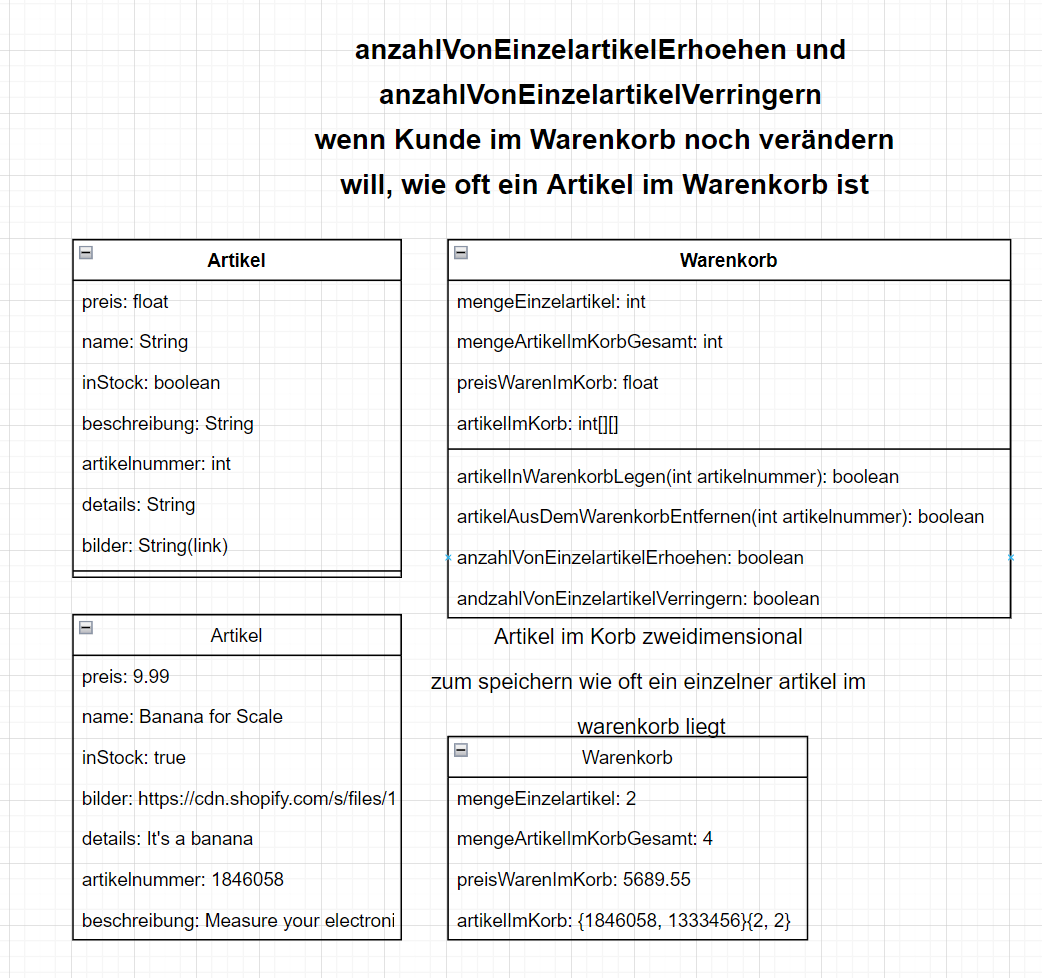 anzahlVonEinzelartikelErhoehen und
anzahlVonEinzelartikelVerringern
wenn Kunde im Warenkorb noch verändern
will, wie oft ein Artikel im Warenkorb ist
Artikel
preis: float
name: String
inStock: boolean
beschreibung: String
artikelnummer: int
details: String
bilder: String(link)
Warenkorb
mengeEinzelartikel: int
mengeArtikelImKorbGesamt: int
preisWarenImKorb: float
artikelImKorb: int[][]
artikelInWarenkorbLegen(int artikelnummer): boolean
artikelAusDemWarenkorbEntfernen(int artikelnummer): boolean
anzahlVonEinzelartikelErhoehen: boolean
andzahlVonEinzelartikelVerringern: boolean
Artikel
preis: 9.99
name: Banana for Scale
inStock: true
bilder: https://cdn.shopify.com/s/files/1
details: It's a banana
artikelnummer: 1846058
beschreibung: Measure your electroni
Artikel im Korb zweidimensional
zum speichern wie oft ein einzelner artikel im
warenkorb liegt
Warenkorb
mengeEinzelartikel: 2
mengeArtikelImKorbGesamt: 4
preisWarenImKorb: 5689.55
artikelImKorb: {1846058, 1333456}{2, 2}